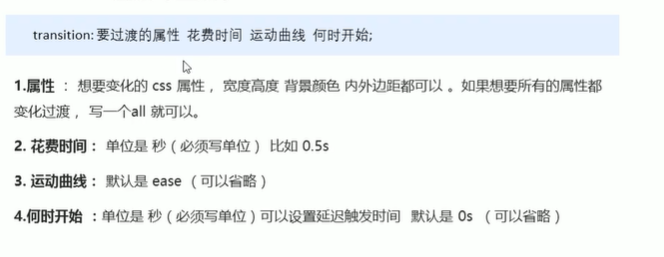 transition: 要过渡的属性 花费时间 运动曲线 何时开始;
1.属性 ： 想要变化的 css 属性， 宽度高度 背景颜色 内外边距都可以 。如果想要所有的属性都
变化过渡， 写一个all 就可以。
2. 花费时间： 单位是 秒（必须写单位） 比如 0.5s
3. 运动曲线： 默认是 ease （可以省略）
4.何时开始 ：单位是 秒（必须写单位）可以设置延迟触发时间 默认是 0s （可以省略）